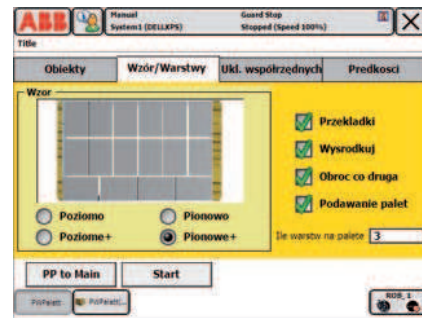 ABB
Manual
System1 (DELLXPS)
Guard Stop
Stopped (Speed 100%)
Title
Obiekty
Wzór/Warstwy
Ukl. współrzędnych
Predkosci
Wzor
Poziomo
Pionowo
Poziome+
Pionowe+
Przekladki
Wysrodkuj
Obroc co druga
Podawanie palet
Ile warstw na palete 3
PP to Main
Start
ROB_1